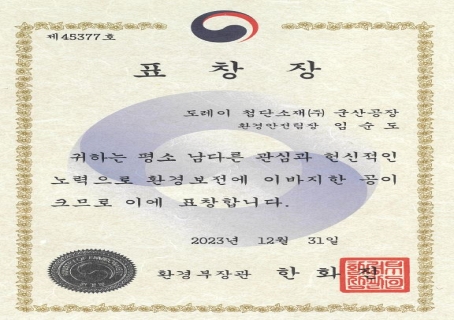 제45377호
표 창 장
도레이 첨단소재(주) 군산공장
환경안전팀장 임순도
귀하는 평소 남다른 관심과 헌신적인
노력으로 환경보전에 이바지한 공이
크므로 이에 표창합니다.
2023년 12월 31일
환경부장관 한 화 진